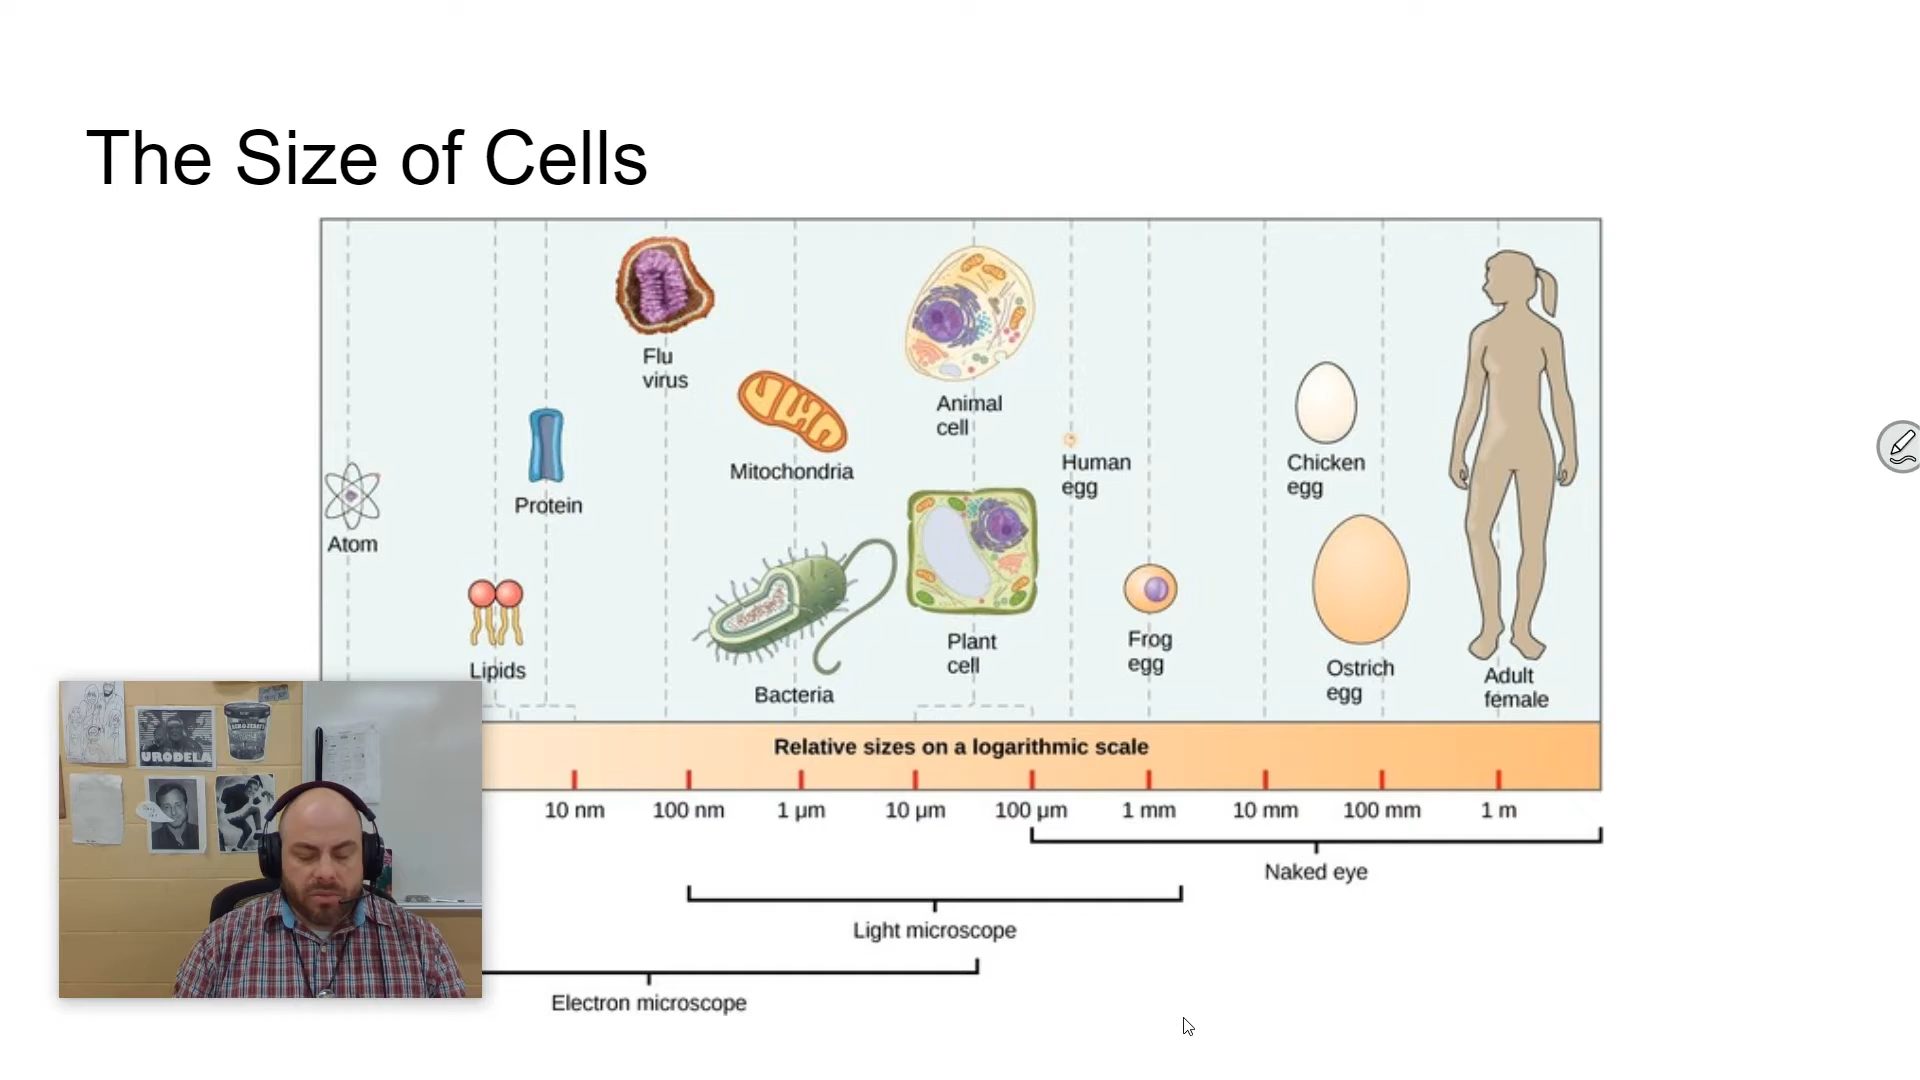 The Size of Cells
Flu
virus
Animal
cell
Mitochondria
Human
egg
Chicken
egg
Protein
Atom
Lipids
Bacteria
Plant
cell
Frog
egg
Ostrich
egg
Adult
female
Relative sizes on a logarithmic scale
10 nm 100 nm 1 µm 10 µm 100 µm 1 mm 10 mm 100 mm 1 m
Naked eye
Light microscope
Electron microscope
URODELA